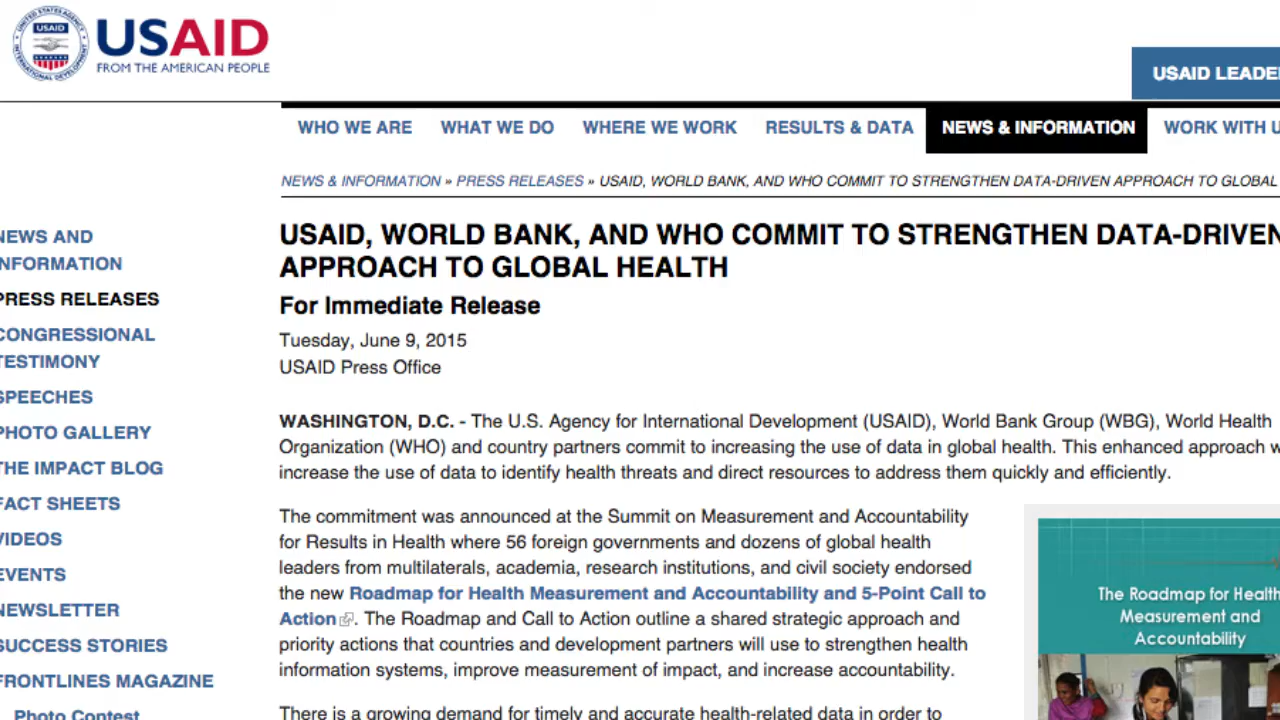 USAID
FROM THE AMERICAN PEOPLE
USAID
UNITED STATES AGENCY
INTERNATIONAL DEVELOPMENT
USAID LEADE
WHO WE ARE WHAT WE DO WHERE WE WORK RESULTS & DATA NEWS & INFORMATION WORK WITH U
NEWS & INFORMATION » PRESS RELEASES » USAID, WORLD BANK, AND WHO COMMIT TO STRENGTHEN DATA-DRIVEN APPROACH TO GLOBAL
NEWS AND
INFORMATION
PRESS RELEASES
CONGRESSIONAL
TESTIMONY
SPEECHES
PHOTO GALLERY
THE IMPACT BLOG
FACT SHEETS
VIDEOS
EVENTS
NEWSLETTER
SUCCESS STORIES
FRONTLINES MAGAZINE
Photo Contest
USAID, WORLD BANK, AND WHO COMMIT TO STRENGTHEN DATA-DRIVEN
APPROACH TO GLOBAL HEALTH
For Immediate Release
Tuesday, June 9, 2015
USAID Press Office
WASHINGTON, D.C. - The U.S. Agency for International Development (USAID), World Bank Group (WBG), World Health
Organization (WHO) and country partners commit to increasing the use of data in global health. This enhanced approach w
increase the use of data to identify health threats and direct resources to address them quickly and efficiently.
The commitment was announced at the Summit on Measurement and Accountability
for Results in Health where 56 foreign governments and dozens of global health
leaders from multilaterals, academia, research institutions, and civil society endorsed
the new Roadmap for Health Measurement and Accountability and 5-Point Call to
Action. The Roadmap and Call to Action outline a shared strategic approach and
priority actions that countries and development partners will use to strengthen health
information systems, improve measurement of impact, and increase accountability.
There is a growing demand for timely and accurate health-related data in order to
The Roadmap for Health
Measurement and
Accountability